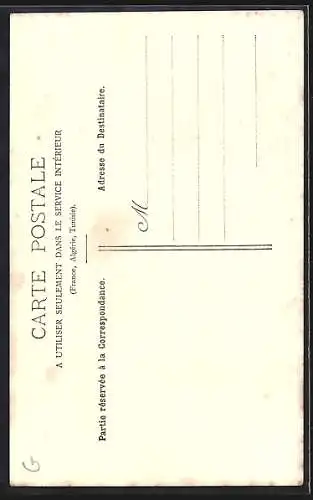 CARTE POSTALE
A UTILISER SEULEMENT DANS LE SERVICE INTÉRIEUR
(France, Algérie, Tunisie).
Partie réservée à la Correspondance.
Adresse du Destinataire.
M
G